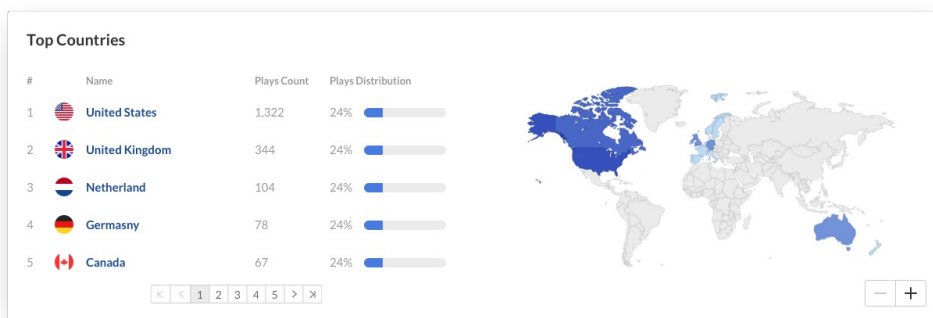 Top Countries
# Name Plays Count Plays Distribution
1 United States 1,322 24%
2 United Kingdom 344 24%
3 Netherland 104 24%
4 Germasny 78 24%
5 Canada 67 24%
K < 1 2 3 4 5 > >|
− +